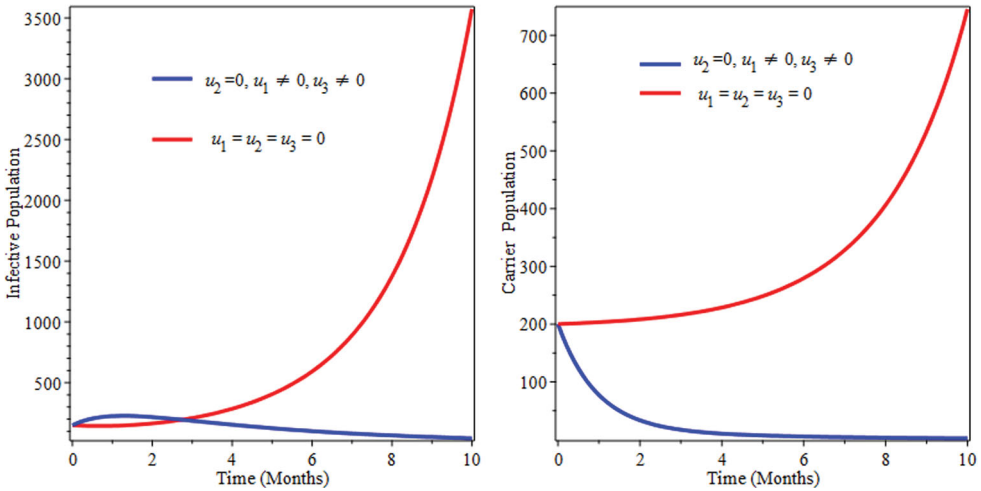 3500
3000
2500
2000
1500
1000
500
Infective Population
u2 =0, u1 ≠ 0, u3 ≠ 0
u1 = u2 = u3 = 0
0 2 4 6 8 10
Time (Months)
700
600
500
400
300
200
100
Carrier Population
u2 =0, u1 ≠ 0, u3 ≠ 0
u1 = u2 = u3 = 0
0 2 4 6 8 10
Time (Months)